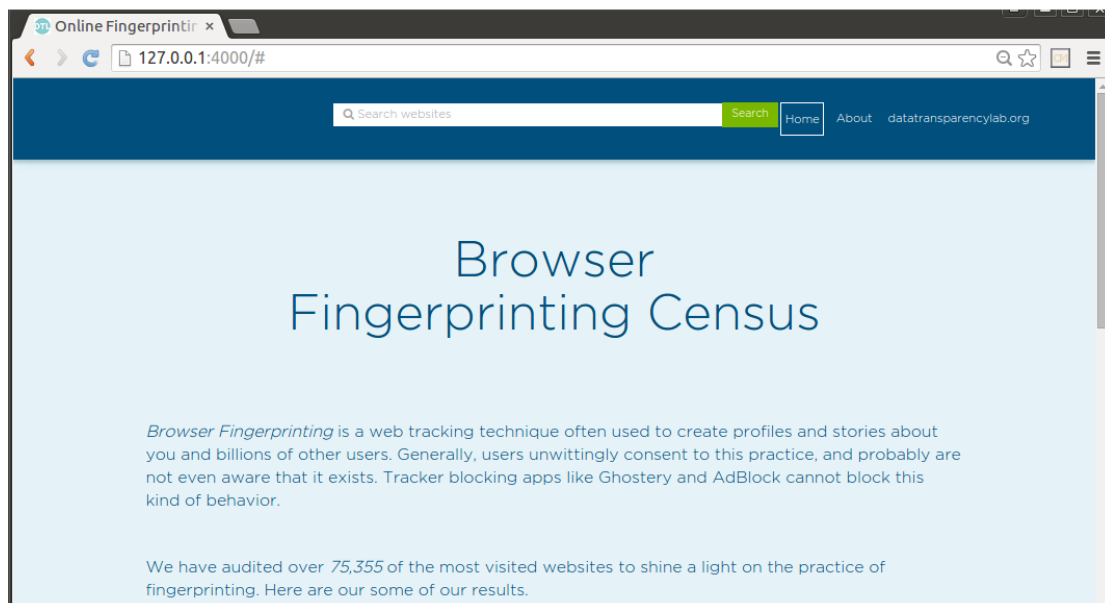 DTL Online Fingerprintin
127.0.0.1:4000/#
CM
Search websites Search Home About datatransparencylab.org
Browser
Fingerprinting Census
Browser Fingerprinting is a web tracking technique often used to create profiles and stories about
you and billions of other users. Generally, users unwittingly consent to this practice, and probably are
not even aware that it exists. Tracker blocking apps like Ghostery and AdBlock cannot block this
kind of behavior.
We have audited over 75,355 of the most visited websites to shine a light on the practice of
fingerprinting. Here are our some of our results.